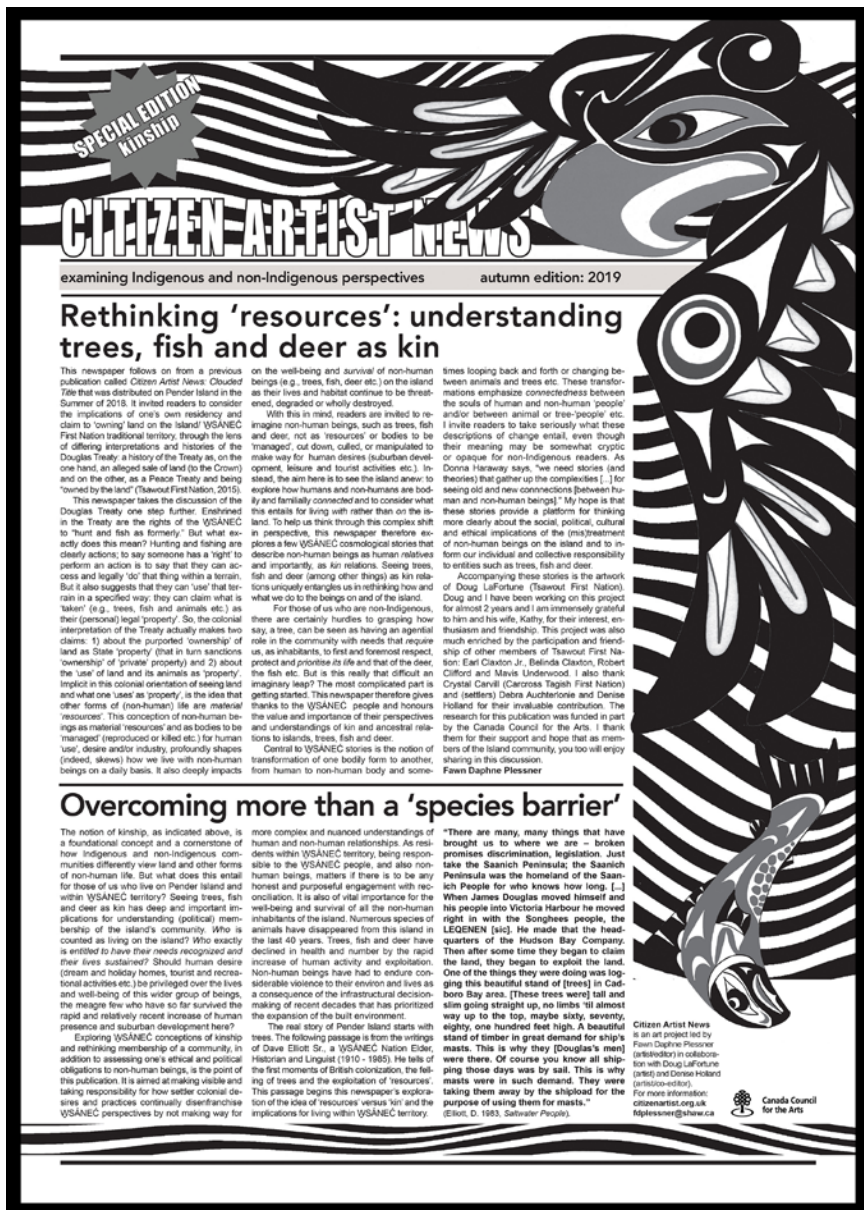 SPECIAL EDITION
kinship
CITIZEN ARTIST NEWS
examining Indigenous and non-Indigenous perspectives autumn edition: 2019
Rethinking 'resources': understanding
trees, fish and deer as kin
This newspaper follows on from a previous
publication called Citizen Artist News: Clouded
Title that was distributed on Pender Island in the
Summer of 2018. It invited readers to consider
the implications of one's own residency and
claim to 'owning' land on the Island/ W̱SÁNEĆ
First Nation traditional territory, through the lens
of differing interpretations and histories of the
Douglas Treaty: a history of the Treaty as, on the
one hand, an alleged sale of land (to the Crown)
and on the other, as a Peace Treaty and being
"owned by the land" (Tsawout First Nation, 2015).
This newspaper takes the discussion of the
Douglas Treaty one step further. Enshrined
in the Treaty are the rights of the W̱SÁNEĆ
to "hunt and fish as formerly." But what ex-
actly does this mean? Hunting and fishing are
clearly actions; to say someone has a 'right' to
perform an action is to say that they can ac-
cess and legally 'do' that thing within a terrain.
But it also suggests that they can 'use' that ter-
rain in a specified way: they can claim what is
'taken' (e.g., trees, fish and animals etc.) as
their (personal) legal 'property'. So, the colonial
interpretation of the Treaty actually makes two
claims: 1) about the purported 'ownership' of
land as State 'property' (that in turn sanctions
'ownership' of 'private' property) and 2) about
the 'use' of land and its animals as 'property'.
Implicit in this colonial orientation of seeing land
and what one 'uses' as 'property', is the idea that
other forms of (non-human) life are material
'resources'. This conception of non-human be-
ings as material 'resources' and as bodies to be
'managed' (reproduced or killed etc.) for human
'use', desire and/or industry, profoundly shapes
(indeed, skews) how we live with non-human
beings on a daily basis. It also deeply impacts
on the well-being and survival of non-human
beings (e.g., trees, fish, deer etc.) on the island
as their lives and habitat continue to be threat-
ened, degraded or wholly destroyed.
With this in mind, readers are invited to re-
imagine non-human beings, such as trees, fish
and deer, not as 'resources' or bodies to be
'managed', cut down, culled, or manipulated to
make way for human desires (suburban devel-
opment, leisure and tourist activities etc.). In-
stead, the aim here is to see the island anew: to
explore how humans and non-humans are bod-
ily and familially connected and to consider what
this entails for living with rather than on the is-
land. To help us think through this complex shift
in perspective, this newspaper therefore ex-
plores a few W̱SÁNEĆ cosmological stories that
describe non-human beings as human relatives
and importantly, as kin relations. Seeing trees,
fish and deer (among other things) as kin rela-
tions uniquely entangles us in rethinking how and
what we do to the beings on and of the island.
For those of us who are non-Indigenous,
there are certainly hurdles to grasping how
say, a tree, can be seen as having an agential
role in the community with needs that require
us, as inhabitants, to first and foremost respect,
protect and prioritise its life and that of the deer,
the fish etc. But is this really that difficult an
imaginary leap? The most complicated part is
getting started. This newspaper therefore gives
thanks to the W̱SÁNEĆ people and honours
the value and importance of their perspectives
and understandings of kin and ancestral rela-
tions to islands, trees, fish and deer.
Central to W̱SÁNEĆ stories is the notion of
transformation of one bodily form to another,
from human to non-human body and some-
times looping back and forth or changing be-
tween animals and trees etc. These transfor-
mations emphasize connectedness between
the souls of human and non-human 'people'
and/or between animal or tree-'people' etc.
I invite readers to take seriously what these
descriptions of change entail, even though
their meaning may be somewhat cryptic
or opaque for non-Indigenous readers. As
Donna Haraway says, "we need stories (and
theories) that gather up the complexities [...] for
seeing old and new connnections [between hu-
man and non-human beings]." My hope is that
these stories provide a platform for thinking
more clearly about the social, political, cultural
and ethical implications of the (mis)treatment
of non-human beings on the island and to in-
form our individual and collective responsibility
to entities such as trees, fish and deer.
Accompanying these stories is the artwork
of Doug LaFortune (Tsawout First Nation).
Doug and I have been working on this project
for almost 2 years and I am immensely grateful
to him and his wife, Kathy, for their interest, en-
thusiasm and friendship. This project was also
much enriched by the participation and friend-
ship of other members of Tsawout First Na-
tion: Earl Claxton Jr., Belinda Claxton, Robert
Clifford and Mavis Underwood. I also thank
Crystal Carvill (Carcross Tagish First Nation)
and (settlers) Debra Auchterlonie and Denise
Holland for their invaluable contribution. The
research for this publication was funded in part
by the Canada Council for the Arts. I thank
them for their support and hope that as mem-
bers of the Island community, you too will enjoy
sharing in this discussion.
Fawn Daphne Plessner
Overcoming more than a 'species barrier'
The notion of kinship, as indicated above, is
a foundational concept and a cornerstone of
how Indigenous and non-Indigenous com-
munities differently view land and other forms
of non-human life. But what does this entail
for those of us who live on Pender Island and
within W̱SÁNEĆ territory? Seeing trees, fish
and deer as kin has deep and important im-
plications for understanding (political) mem-
bership of the island's community. Who is
counted as living on the island? Who exactly
is entitled to have their needs recognized and
their lives sustained? Should human desire
(dream and holiday homes, tourist and recrea-
tional activities etc.) be privileged over the lives
and well-being of this wider group of beings,
the meagre few who have so far survived the
rapid and relatively recent increase of human
presence and suburban development here?
Exploring W̱SÁNEĆ conceptions of kinship
and rethinking membership of a community, in
addition to assessing one's ethical and political
obligations to non-human beings, is the point of
this publication. It is aimed at making visible and
taking responsibility for how settler colonial de-
sires and practices continually disenfranchise
W̱SÁNEĆ perspectives by not making way for
more complex and nuanced understandings of
human and non-human relationships. As resi-
dents within W̱SÁNEĆ territory, being respon-
sible to the W̱SÁNEĆ people, and also non-
human beings, matters if there is to be any
honest and purposeful engagement with rec-
onciliation. It is also of vital importance for the
well-being and survival of all the non-human
inhabitants of the island. Numerous species of
animals have disappeared from this island in
the last 40 years. Trees, fish and deer have
declined in health and number by the rapid
increase of human activity and exploitation.
Non-human beings have had to endure con-
siderable violence to their environ and lives as
a consequence of the infrastructural decision-
making of recent decades that has prioritized
the expansion of the built environment.
The real story of Pender Island starts with
trees. The following passage is from the writings
of Dave Elliott Sr., a W̱SÁNEĆ Nation Elder,
Historian and Linguist (1910 - 1985). He tells of
the first moments of British colonization, the fell-
ing of trees and the exploitation of 'resources'.
This passage begins this newspaper's explora-
tion of the idea of 'resources' versus 'kin' and the
implications for living within W̱SÁNEĆ territory.
"There are many, many things that have
brought us to where we are – broken
promises discrimination, legislation. Just
take the Saanich Peninsula; the Saanich
Peninsula was the homeland of the Saan-
ich People for who knows how long. [...]
When James Douglas moved himself and
his people into Victoria Harbour he moved
right in with the Songhees people, the
LEQENEN [sic]. He made that the head-
quarters of the Hudson Bay Company.
Then after some time they began to claim
the land, they began to exploit the land.
One of the things they were doing was log-
ging this beautiful stand of [trees] in Cad-
boro Bay area. [These trees were] tall and
slim going straight up, no limbs 'til almost
way up to the top, maybe sixty, seventy,
eighty, one hundred feet high. A beautiful
stand of timber in great demand for ship's
masts. This is why they [Douglas's men]
were there. Of course you know all ship-
ping those days was by sail. This is why
masts were in such demand. They were
taking them away by the shipload for the
purpose of using them for masts."
(Elliott, D. 1983, Saltwater People).
Citizen Artist News
is an art project led by
Fawn Daphne Plessner
(artist/editor) in collabora-
tion with Doug LaFortune
(artist) and Denise Holland
(artist/co-editor).
For more information:
citizenartist.org.uk
fdplessner@shaw.ca
Canada Council
for the Arts